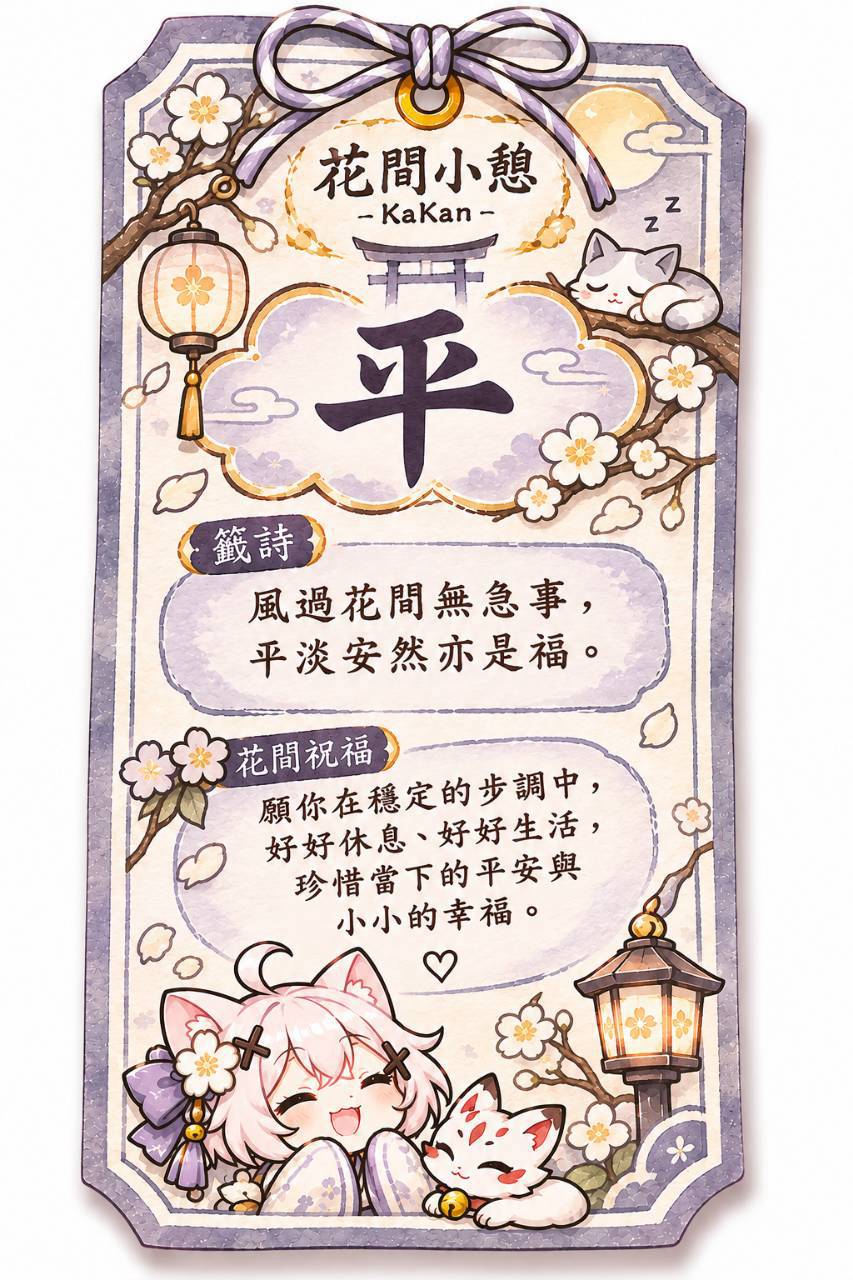 花間小憩
- KaKan -
平
籤詩
風過花間無急事，
平淡安然亦是福。
花間祝福
願你在穩定的步調中，
好好休息、好好生活，
珍惜當下的平安與
小小的幸福。
♡
z z